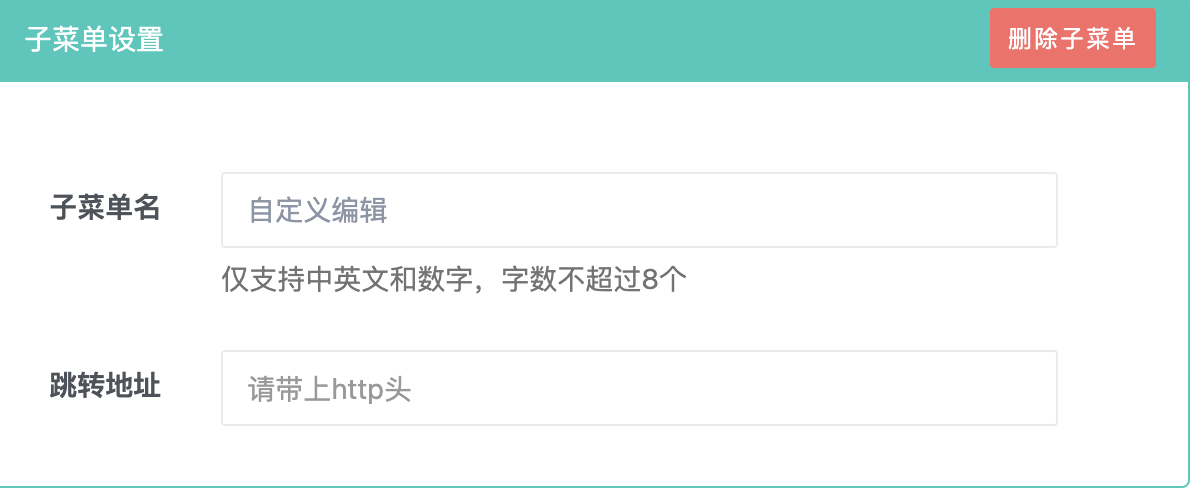 子菜单设置
删除子菜单
子菜单名
自定义编辑
仅支持中英文和数字，字数不超过8个
跳转地址
请带上http头